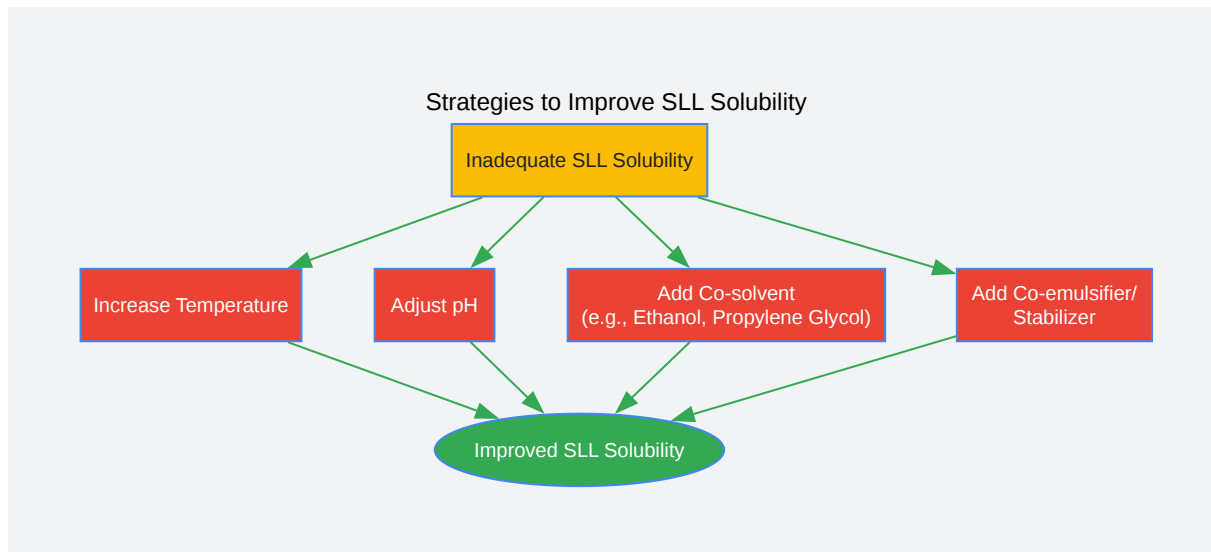 Strategies to Improve SLL Solubility
Inadequate SLL Solubility
Increase Temperature
Adjust pH
Add Co-solvent
(e.g., Ethanol, Propylene Glycol)
Add Co-emulsifier/
Stabilizer
Improved SLL Solubility